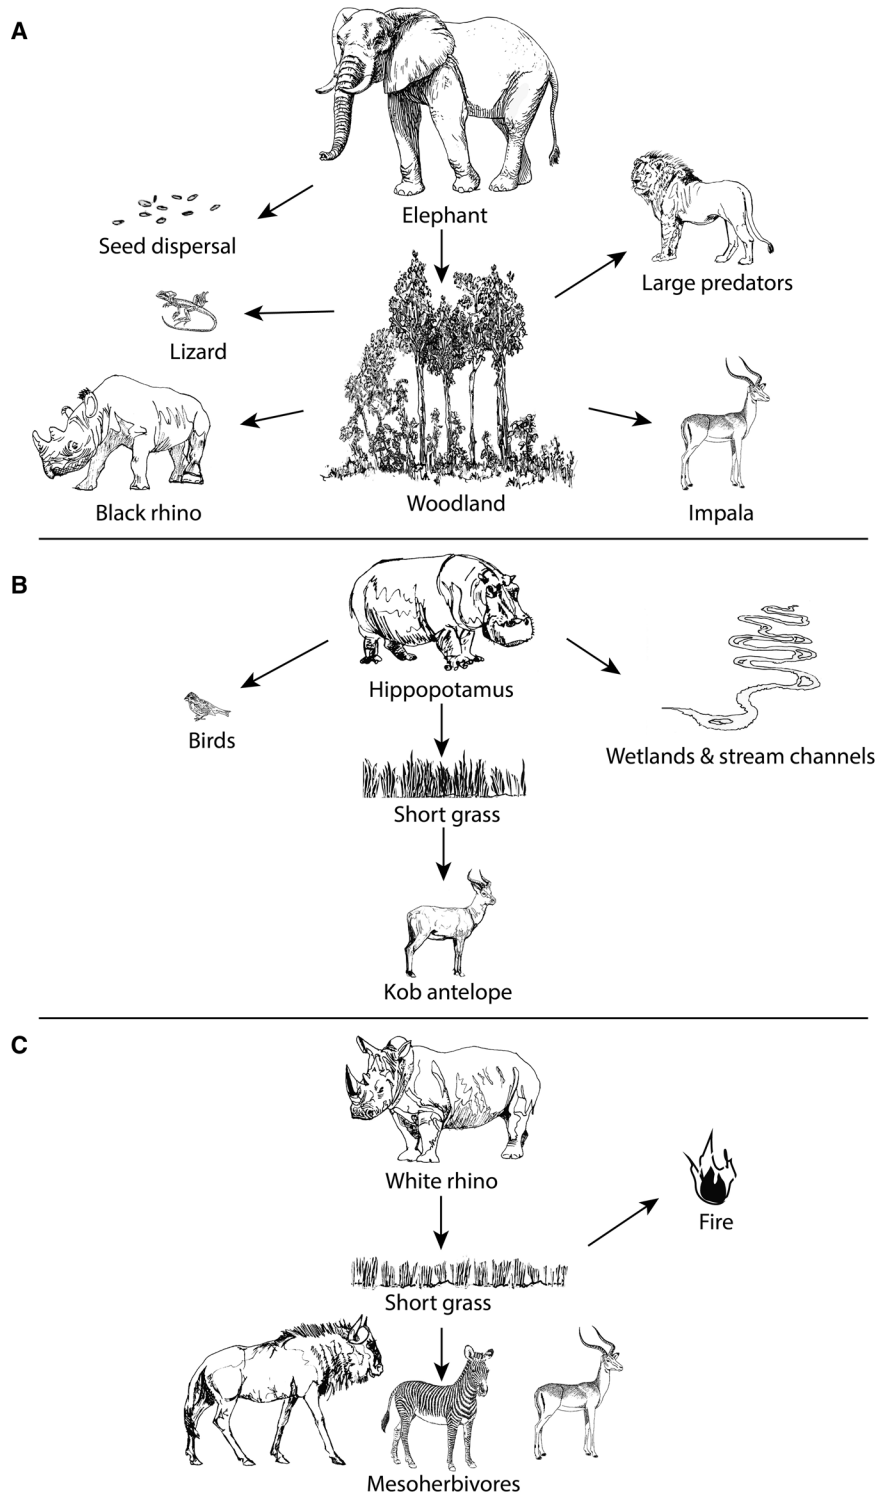 A
Elephant
Seed dispersal
Large predators
Lizard
Black rhino
Woodland
Impala
B
Hippopotamus
Birds
Wetlands & stream channels
Short grass
Kob antelope
C
White rhino
Fire
Short grass
Mesoherbivores